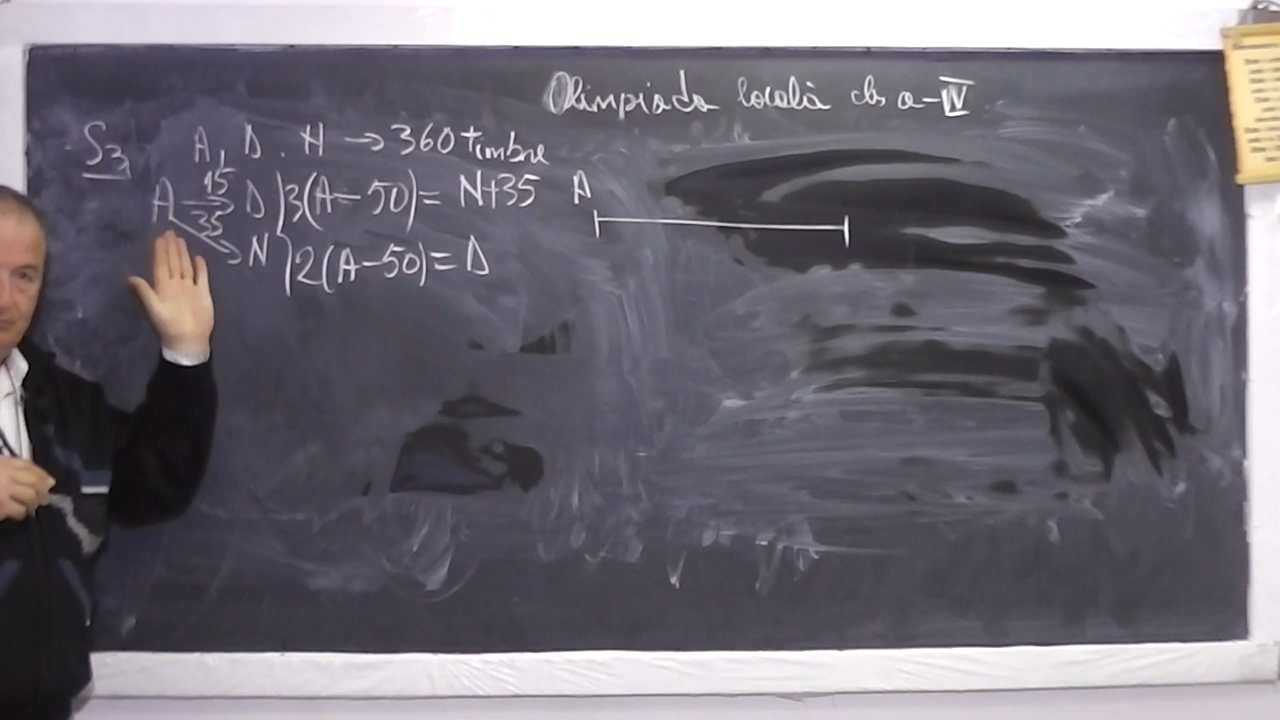 Olimpiada locală cls a-IV
S3 A, D. N → 360 timbre
A 15 D } 3(A-50) = N+35 A
35 → N } 2(A-50) = D